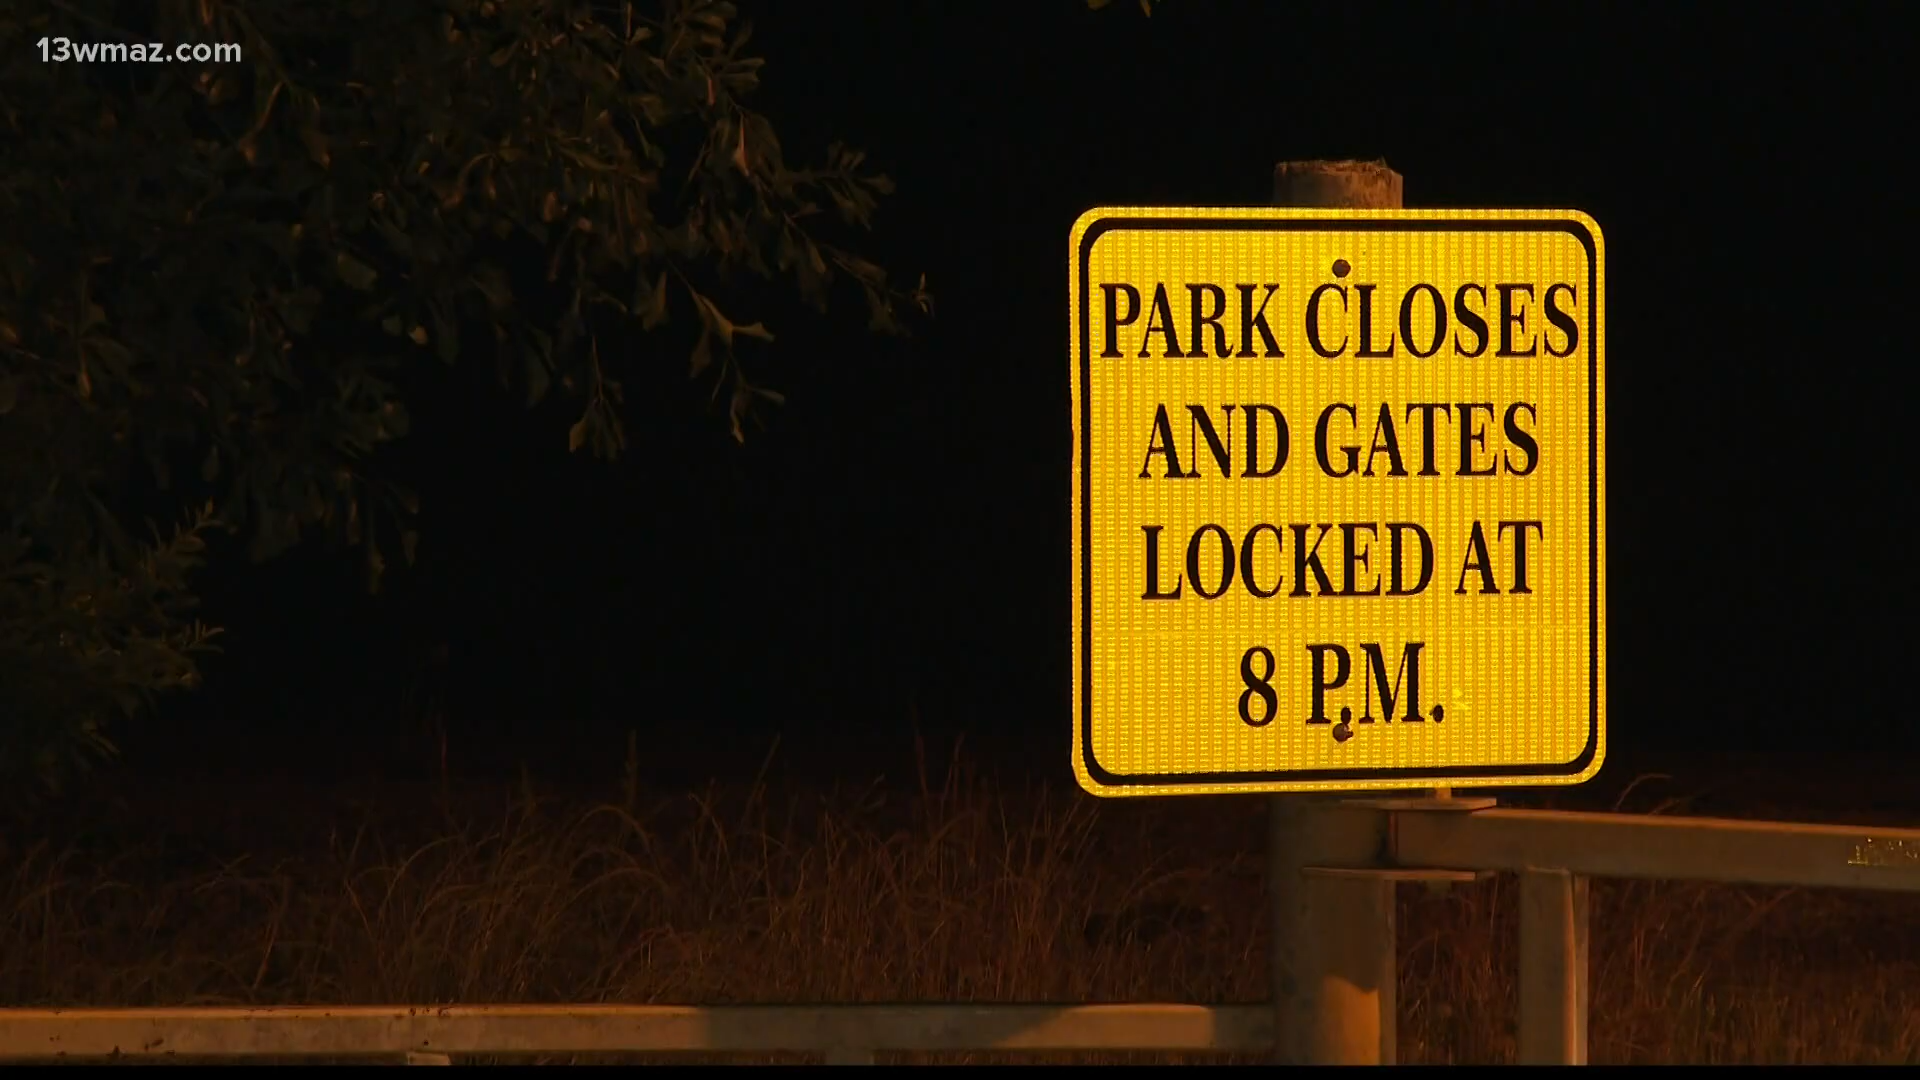 13wmaz.com
PARK CLOSES
AND GATES
LOCKED AT
8 P.M.